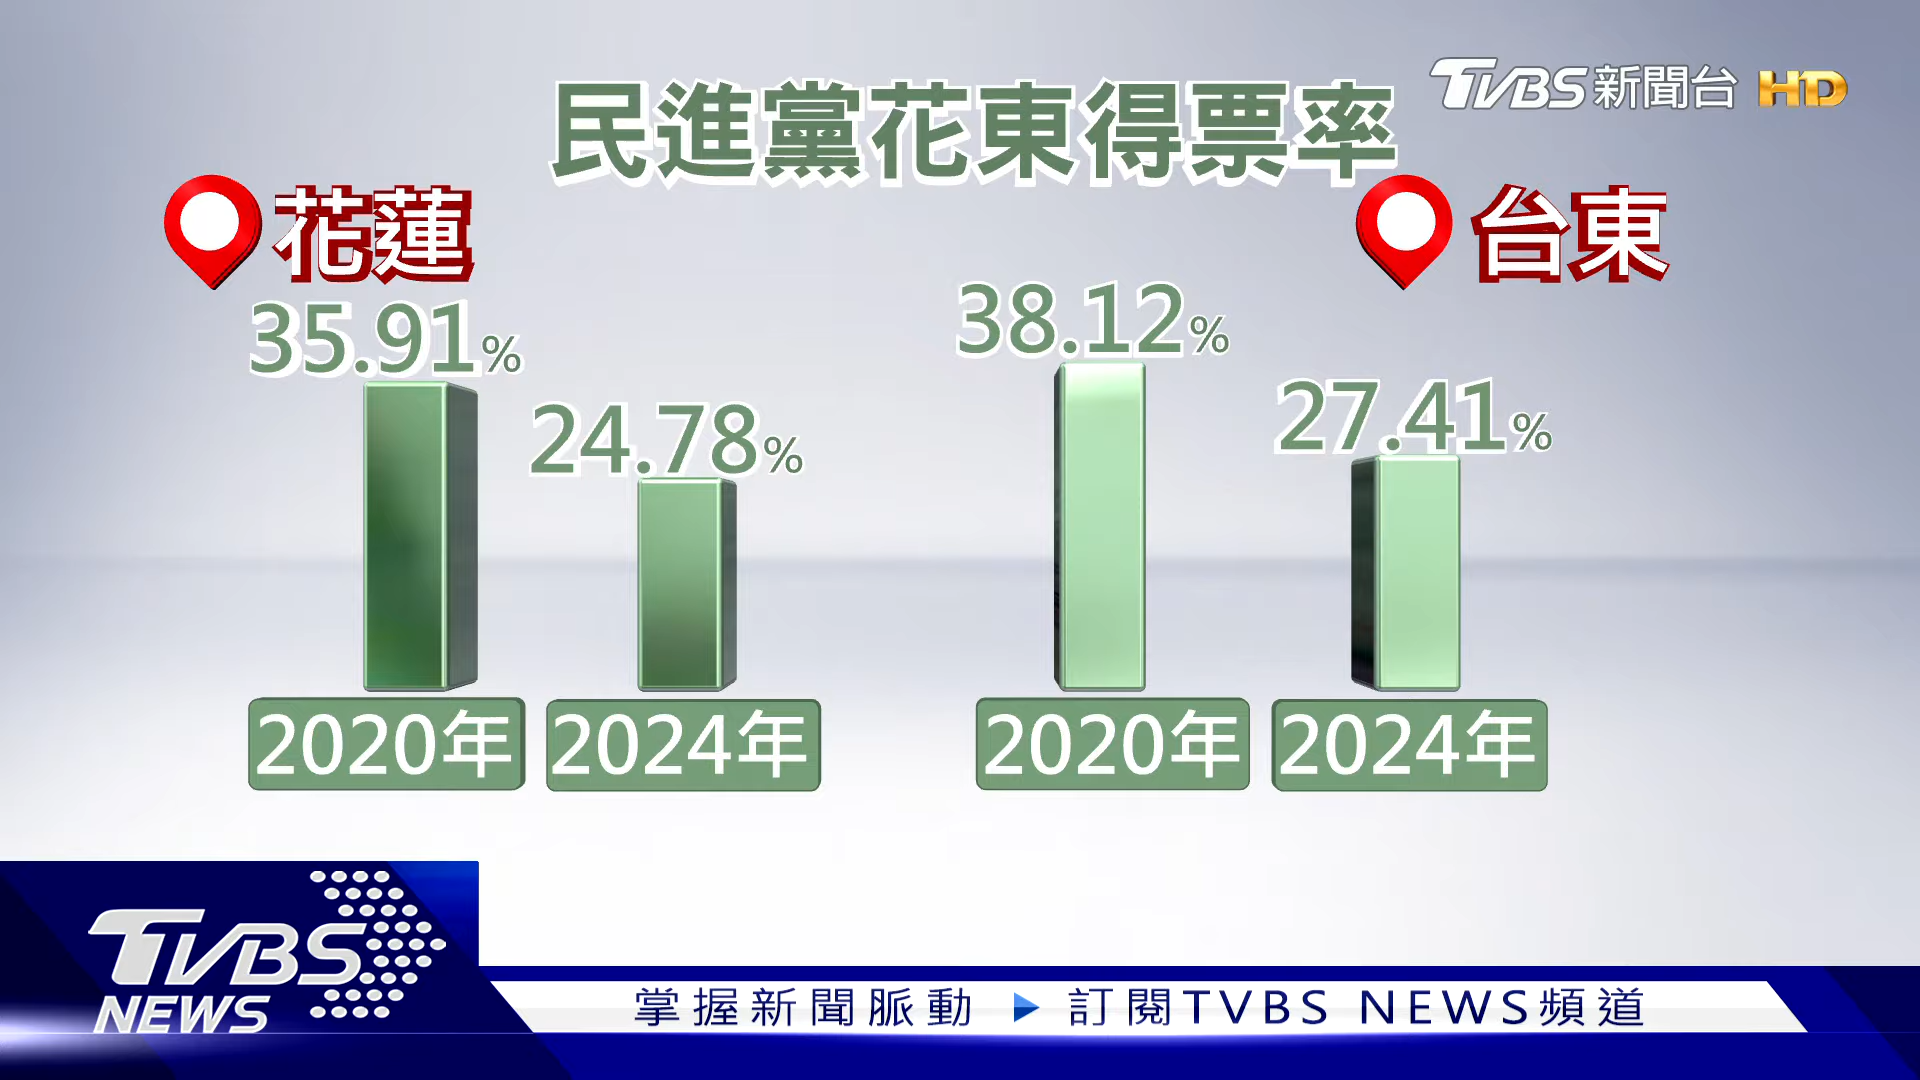 TVBS新聞台 HD
民進黨花東得票率
花蓮
台東
35.91%
24.78%
38.12%
27.41%
2020年
2024年
2020年
2024年
TVBS
NEWS
掌握新聞脈動 ▶ 訂閱TVBS NEWS頻道